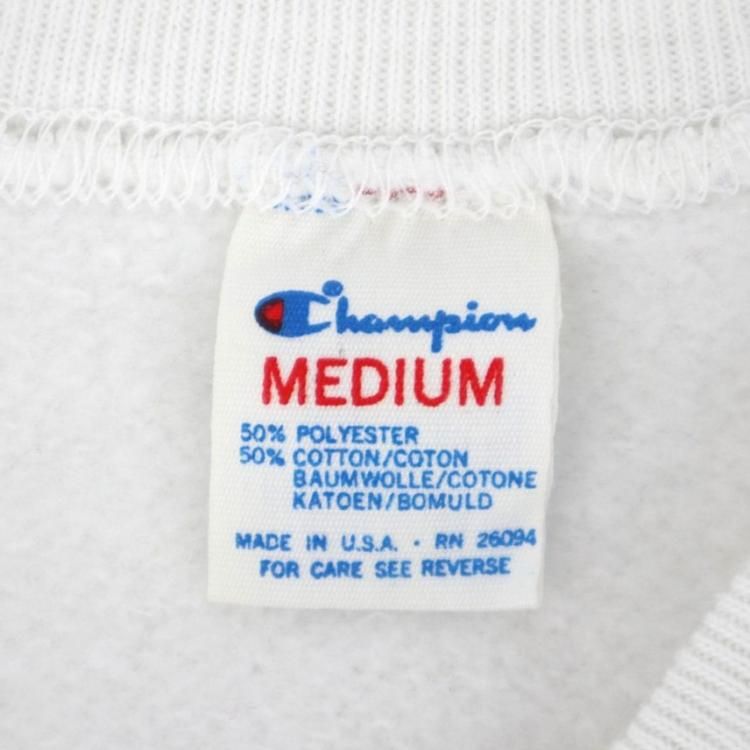 Champion
MEDIUM
50% POLYESTER
50% COTTON/COTON
BAUMWOLLE/COTONE
KATOEN/BOMULD
MADE IN U.S.A. · RN 26094
FOR CARE SEE REVERSE